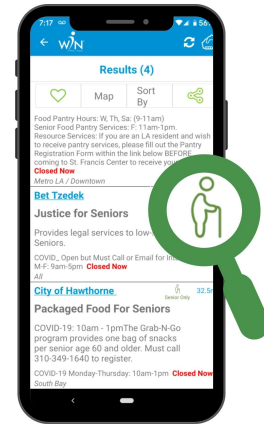 7:17
56
WIN
Results (4)
Map
Sort
By
Food Pantry Hours: W, Th, Sa: (9-11am)
Senior Food Pantry Services: F: 11am-1pm.
Resource Services: If you are an LA resident and wish
to receive pantry services, please fill out the Pantry
Registration Form within the link below BEFORE
coming to St. Francis Center to receive
Closed Now
Metro LA / Downtown
Bet Tzedek
Justice for Seniors
Provides legal services to
Seniors.
COVID_ Open but Must Call or Email for
M-F: 9am-5pm Closed Now
All
City of Hawthorne
Senior Only
Packaged Food For Seniors
COVID-19: 10am - 1pmThe Grab-N-Go
program provides one bag of snacks
per senior age 60 and older. Must call
310-349-1640 to register.
COVID-19 Monday-Thursday: 10am-1pm Closed Now
South Bay